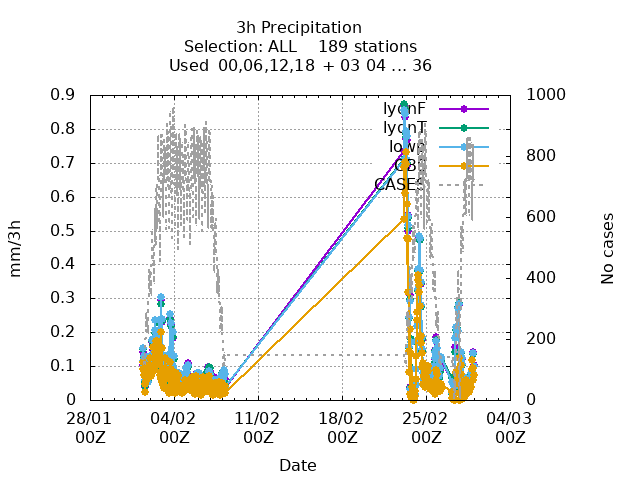 3h Precipitation
Selection: ALL 189 stations
Used 00,06,12,18 + 03 04 ... 36
0.9
0.8
0.7
0.6
0.5
0.4
0.3
0.2
0.1
0
1000
800
600
400
200
0
mm/3h
No cases
lyonF
lyonT
CASES
28/01 04/02 11/02 18/02 25/02 04/03
00Z 00Z 00Z 00Z 00Z 00Z
Date